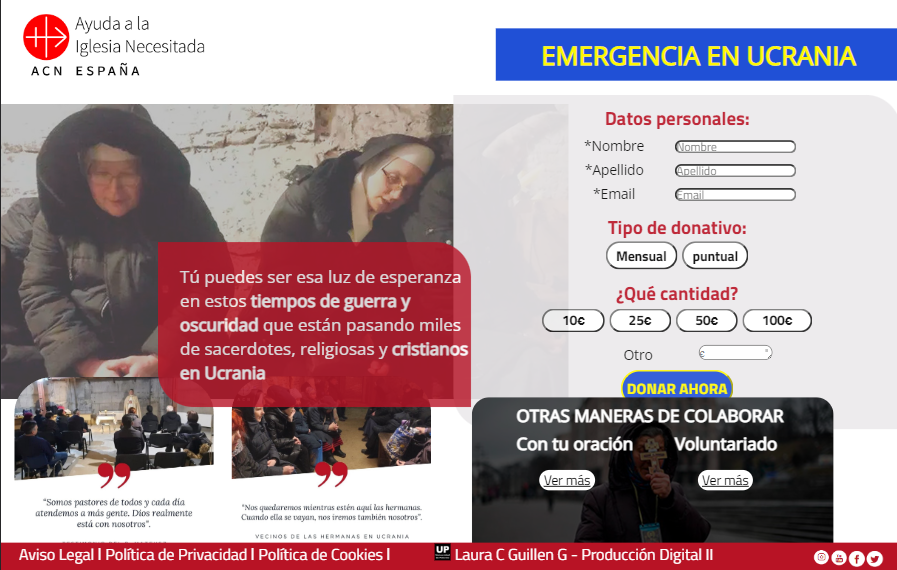 Ayuda a la
Iglesia Necesitada
ACN ESPAÑA
EMERGENCIA EN UCRANIA
Datos personales:
*Nombre Nombre
*Apellido Apellido
*Email Email
Tipo de donativo:
Mensual puntual
¿Qué cantidad?
10€ 25€ 50€ 100€
Otro €
DONAR AHORA
Tú puedes ser esa luz de esperanza
en estos tiempos de guerra y
oscuridad que están pasando miles
de sacerdotes, religiosas y cristianos
en Ucrania
OTRAS MANERAS DE COLABORAR
Con tu oración Voluntariado
Ver más Ver más
"Somos pastores de todos y cada día
atendemos a más gente. Dios realmente
está con nosotros".
"Nos quedaremos mientras estén aquí las hermanas.
Cuando ella se vayan, nos iremos también nosotros".
VECINOS DE LAS HERMANAS EN UCRANIA
Aviso Legal l Política de Privacidad l Política de Cookies l
UP Laura C Guillen G - Producción Digital II